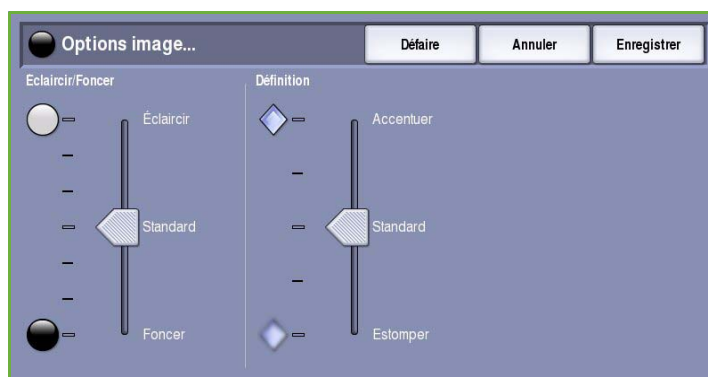 Options image...
Défaire
Annuler
Enregistrer
Eclaircir/Foncer
Définition
Éclaircir
Standard
Foncer
Accentuer
Standard
Estomper